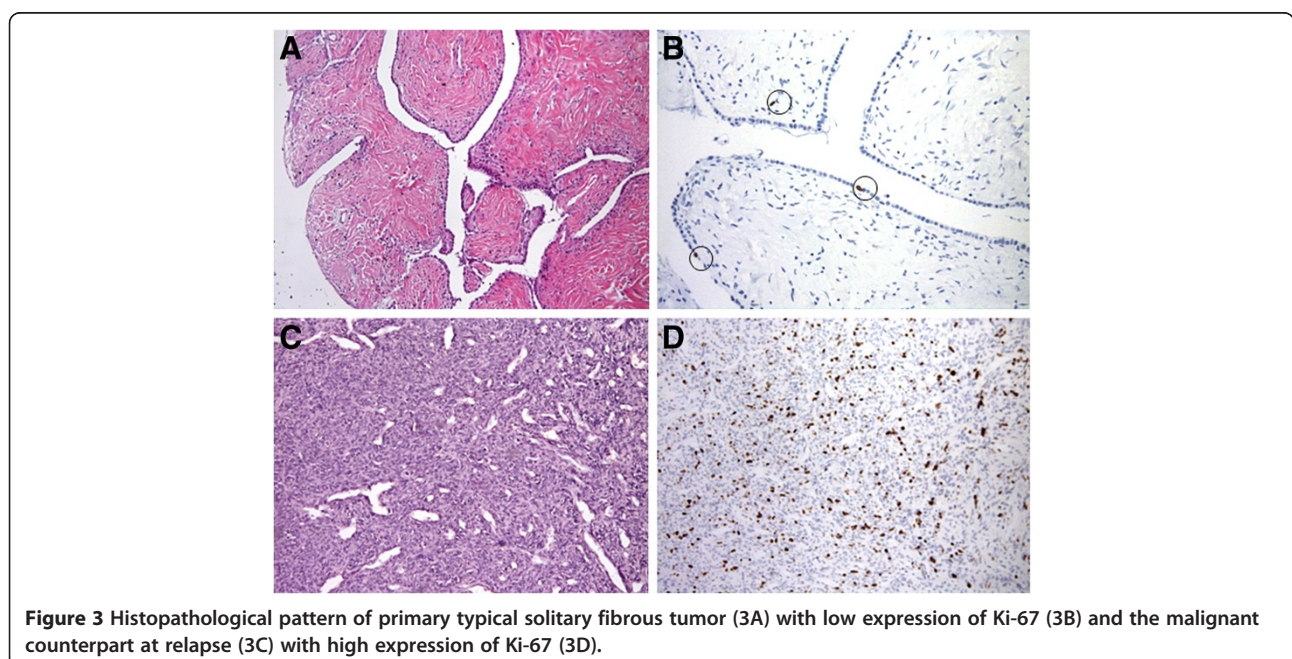 A
B
C
D
Figure 3 Histopathological pattern of primary typical solitary fibrous tumor (3A) with low expression of Ki-67 (3B) and the malignant
counterpart at relapse (3C) with high expression of Ki-67 (3D).